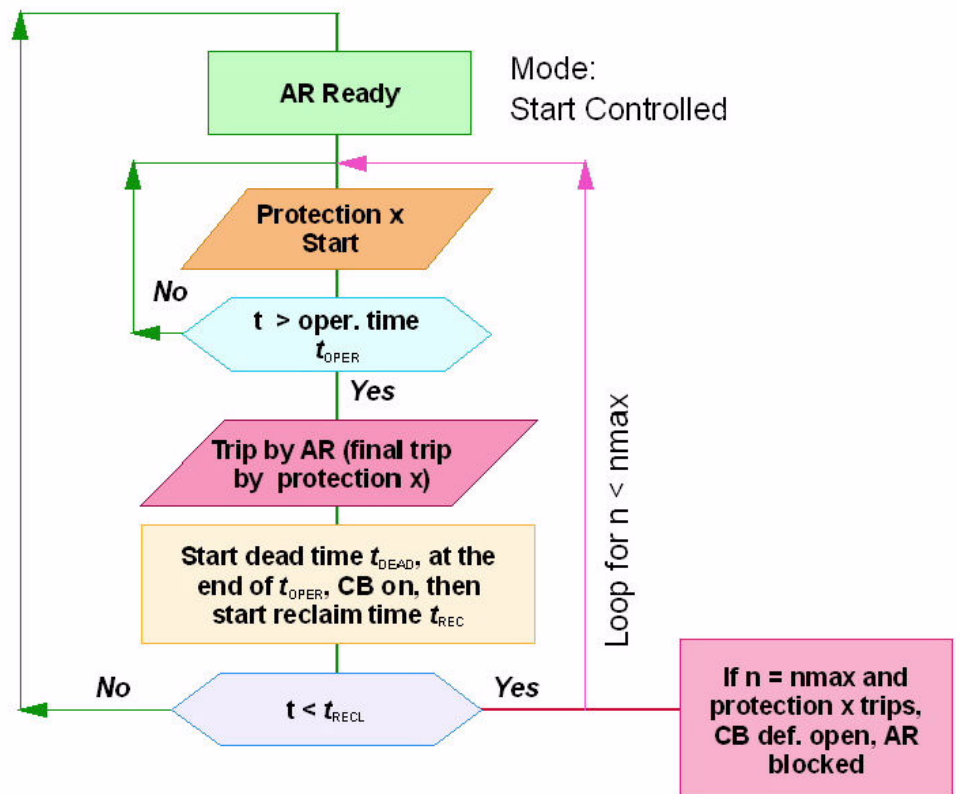 AR Ready
Mode:
Start Controlled
Protection x
Start
No
t > oper. time
tOPER
Yes
Trip by AR (final trip
by protection x)
Loop for n < nmax
Start dead time tDEAD, at the
end of tOPER, CB on, then
start reclaim time tREC
No
t < tRECL
Yes
If n = nmax and
protection x trips,
CB def. open, AR
blocked